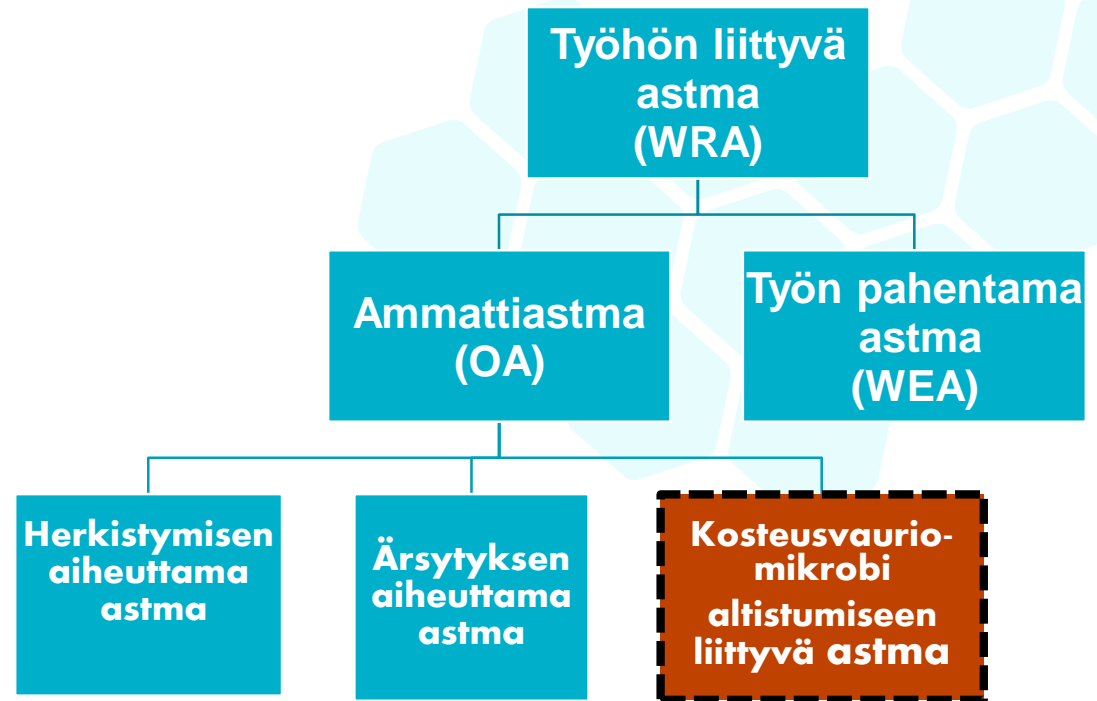 Työhön liittyvä
astma
(WRA)
Ammattiastma
(OA)
Työn pahentama
astma
(WEA)
Herkistymisen
aiheuttama
astma
Ärsytyksen
aiheuttama
astma
Kosteusvaurio-
mikrobi
altistumiseen
liittyvä astma